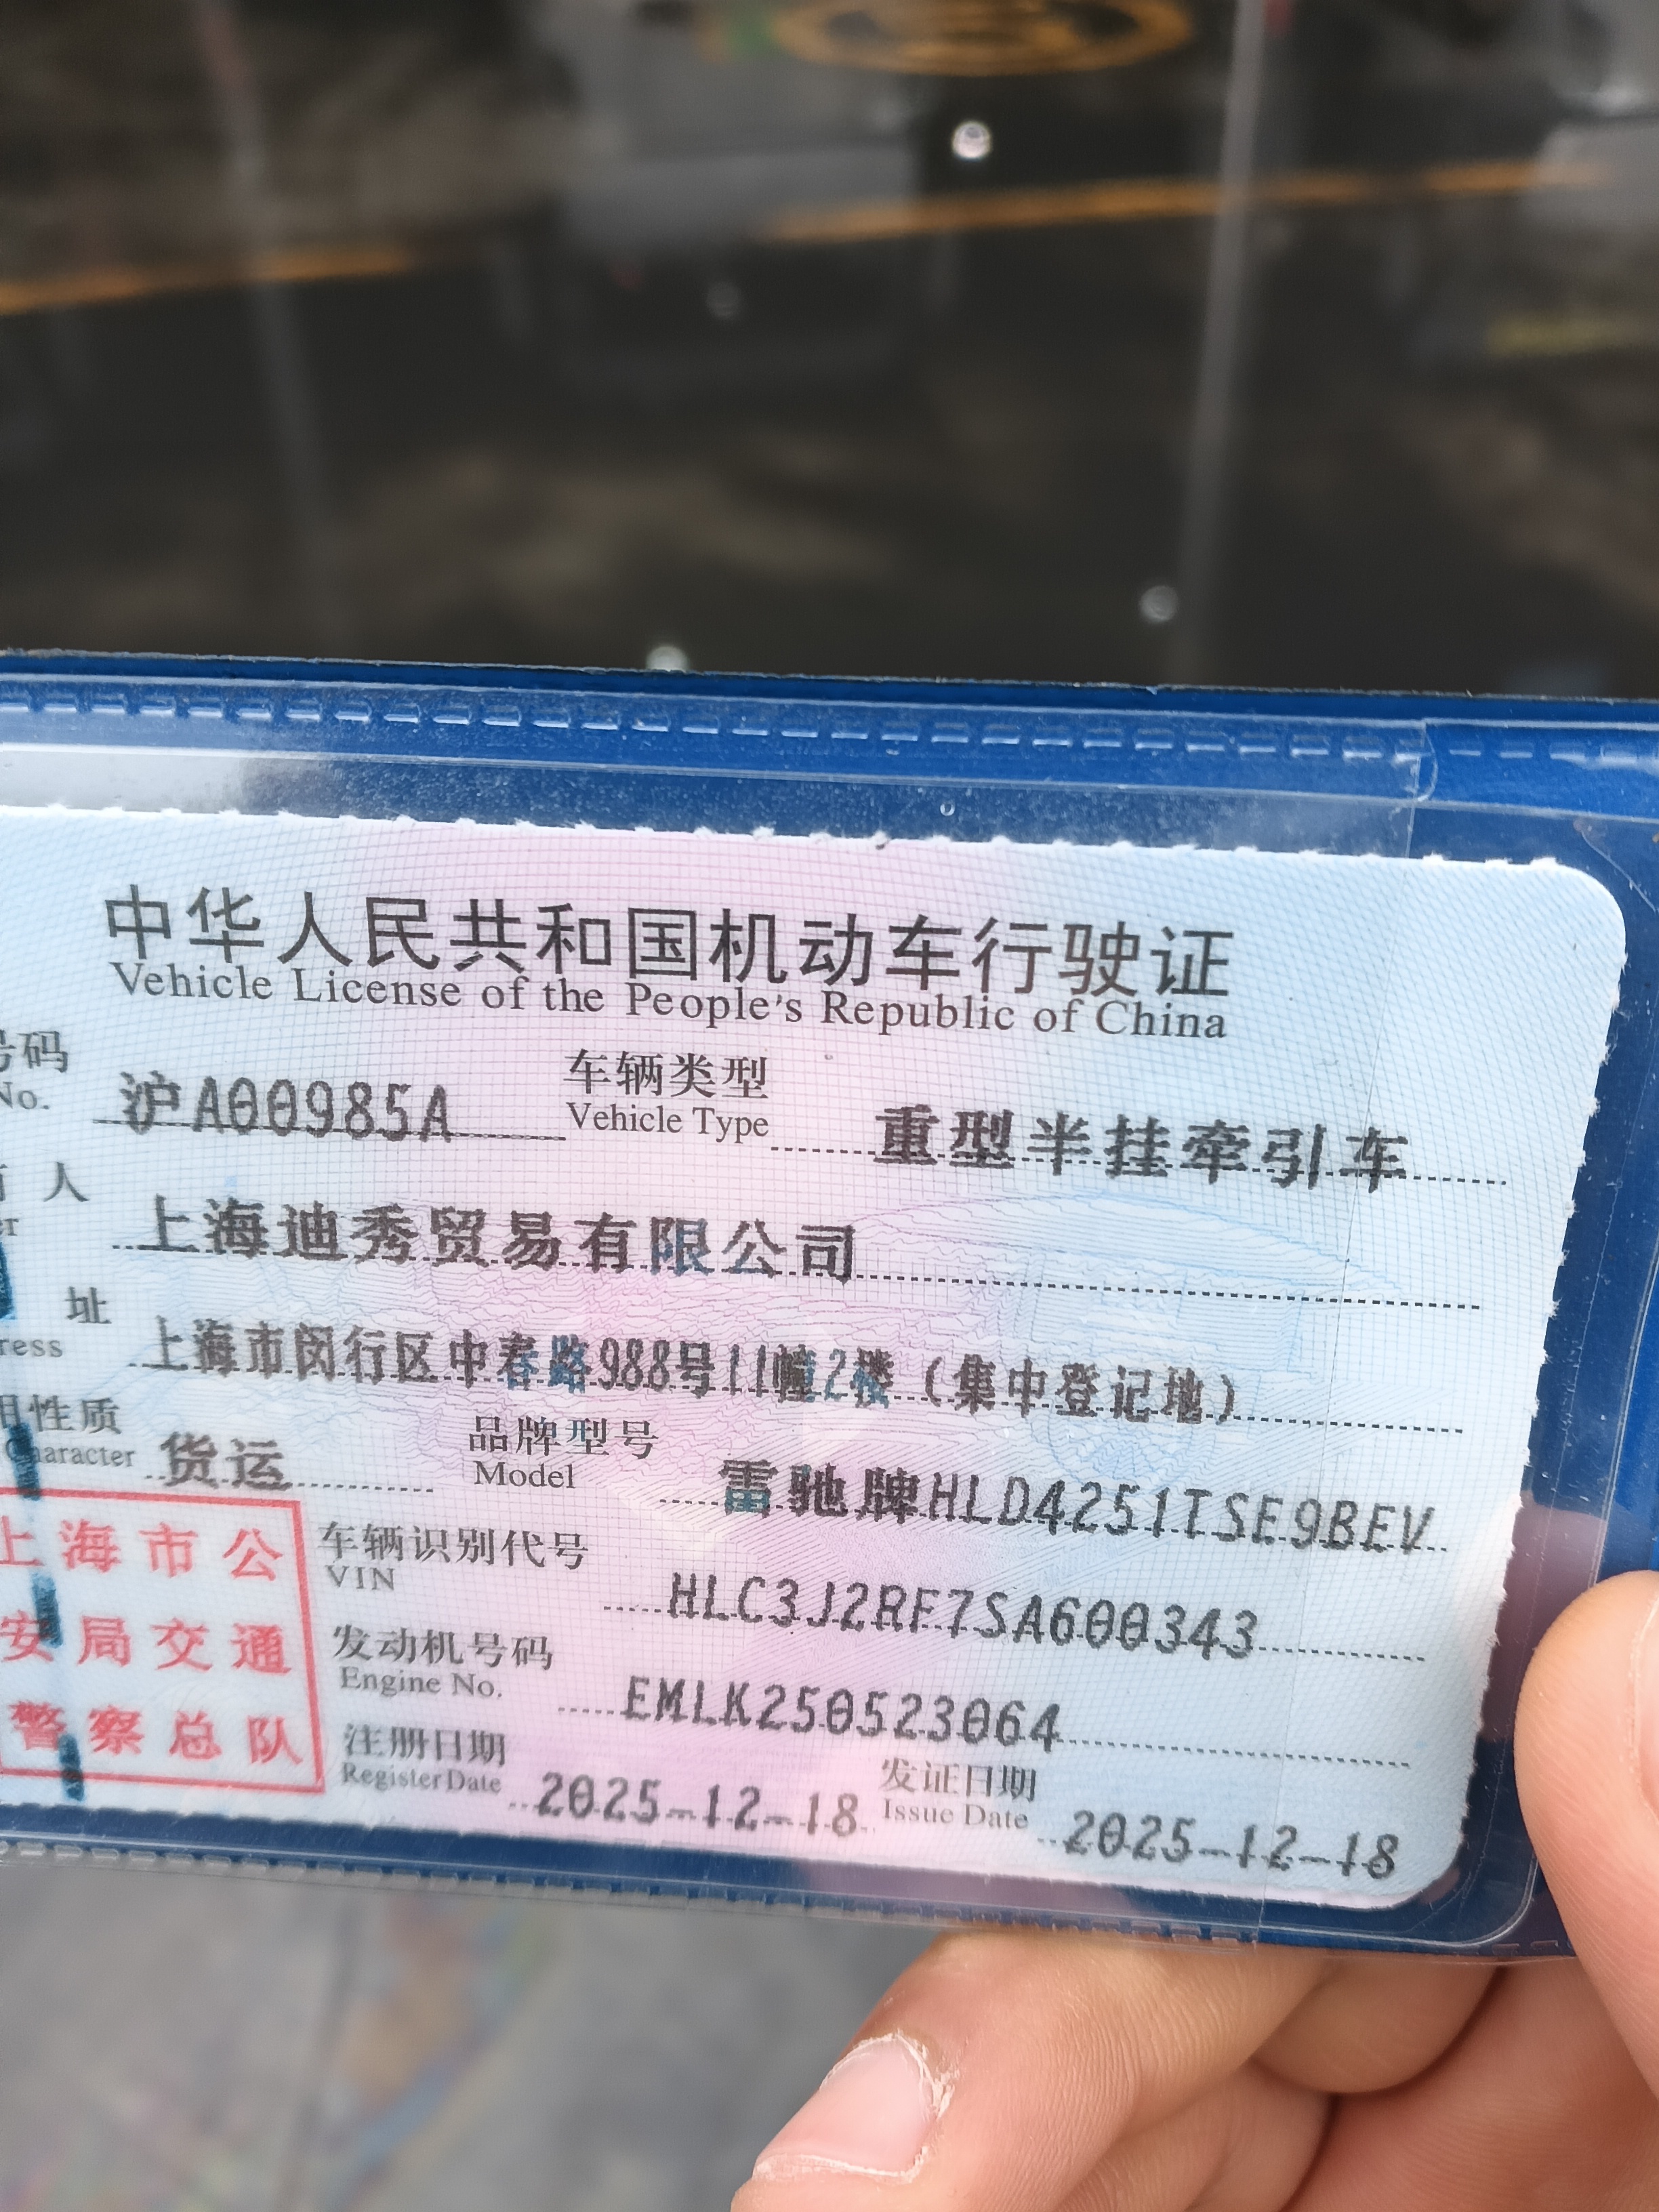 中华人民共和国机动车行驶证
Vehicle License of the People's Republic of China
号码 沪A00985A 车辆类型 重型半挂牵引车
No. Vehicle Type
人 上海迪秀贸易有限公司
er
址 上海市闵行区中春路988号11幢2楼（集中登记地）
ress
用性质 货运 品牌型号 雷驰牌HLD4251TSE9BEV
Character Model
上海市公
安局交通
警察总队
车辆识别代号 HLC3J2RF7SA600343
VIN
发动机号码 EMLK250523064
Engine No.
注册日期 2025-12-18 发证日期 2025-12-18
Register Date Issue Date